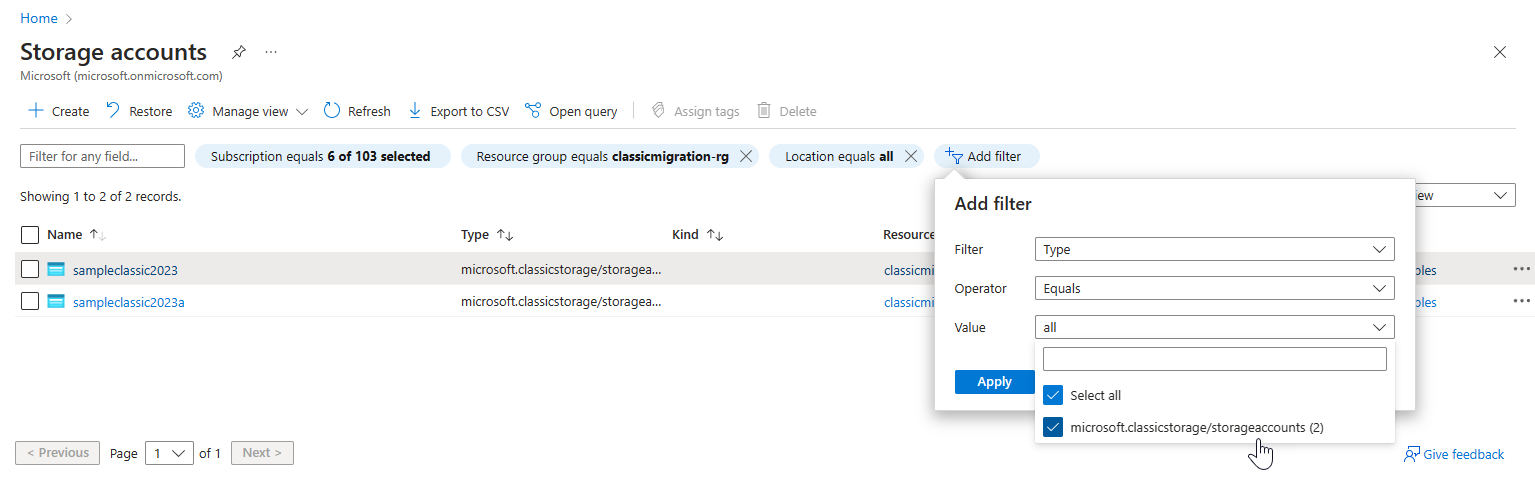 Home
Storage accounts
Microsoft (microsoft.onmicrosoft.com)
Create Restore Manage view Refresh Export to CSV Open query Assign tags Delete
Filter for any field... Subscription equals 6 of 103 selected Resource group equals classicmigration-rg Location equals all Add filter
Showing 1 to 2 of 2 records.
Name Type Kind Resource
sampleclassic2023 microsoft.classicstorage/storagea... classicmi
sampleclassic2023a microsoft.classicstorage/storagea... classicmi
Add filter
Filter Type
Operator Equals
Value all
Apply
Select all
microsoft.classicstorage/storageaccounts (2)
< Previous Page 1 of 1 Next >
Give feedback